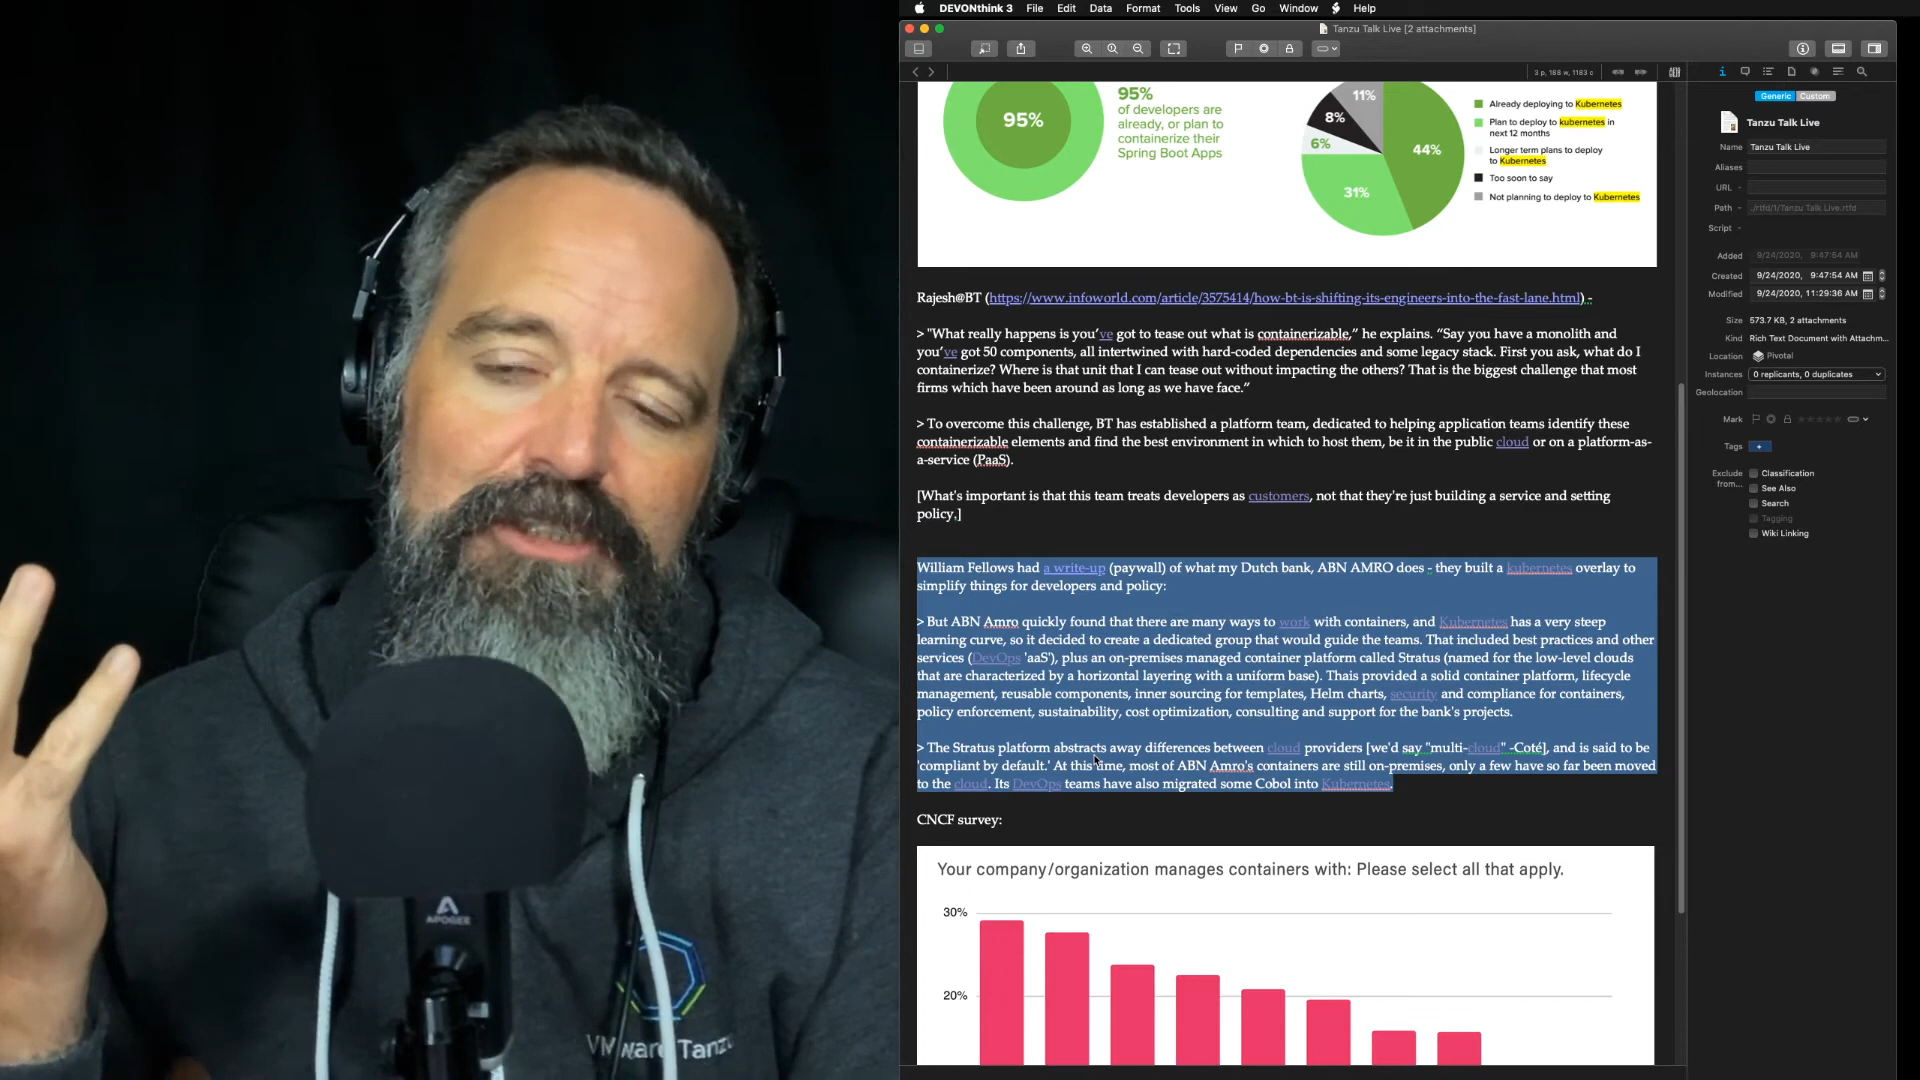 DEVONthink 3 File Edit Data Format Tools View Go Window Help
Tanzu Talk Live [2 attachments]
3 p, 188 w, 1183 c
Generic Custom
Tanzu Talk Live
Name Tanzu Talk Live
Aliases
URL
Path ./rtfd/1/Tanzu Talk Live.rtfd
Script
Added 9/24/2020, 9:47:54 AM
Created 9/24/2020, 9:47:54 AM
Modified 9/24/2020, 11:29:36 AM
Size 573.7 KB, 2 attachments
Kind Rich Text Document with Attachm...
Location Pivotal
Instances 0 replicants, 0 duplicates
Geolocation
Mark
Tags +
Exclude from...
Classification
See Also
Search
Tagging
Wiki Linking
95%
95%
of developers are
already, or plan to
containerize their
Spring Boot Apps
11%
8%
6%
44%
31%
Already deploying to Kubernetes
Plan to deploy to kubernetes in
next 12 months
Longer term plans to deploy
to Kubernetes
Too soon to say
Not planning to deploy to Kubernetes
Rajesh@BT (https://www.infoworld.com/article/3575414/how-bt-is-shifting-its-engineers-into-the-fast-lane.html) -
> "What really happens is you've got to tease out what is containerizable,” he explains. “Say you have a monolith and
you've got 50 components, all intertwined with hard-coded dependencies and some legacy stack. First you ask, what do I
containerize? Where is that unit that I can tease out without impacting the others? That is the biggest challenge that most
firms which have been around as long as we have face.”
> To overcome this challenge, BT has established a platform team, dedicated to helping application teams identify these
containerizable elements and find the best environment in which to host them, be it in the public cloud or on a platform-as-
a-service (PaaS).
[What's important is that this team treats developers as customers, not that they're just building a service and setting
policy.]
William Fellows had a write-up (paywall) of what my Dutch bank, ABN AMRO does - they built a kubernetes overlay to
simplify things for developers and policy:
> But ABN Amro quickly found that there are many ways to work with containers, and Kubernetes has a very steep
learning curve, so it decided to create a dedicated group that would guide the teams. That included best practices and other
services (DevOps 'aaS'), plus an on-premises managed container platform called Stratus (named for the low-level clouds
that are characterized by a horizontal layering with a uniform base). Thais provided a solid container platform, lifecycle
management, reusable components, inner sourcing for templates, Helm charts, security and compliance for containers,
policy enforcement, sustainability, cost optimization, consulting and support for the bank's projects.
> The Stratus platform abstracts away differences between cloud providers [we'd say "multi-cloud" -Coté], and is said to be
'compliant by default.' At this time, most of ABN Amro's containers are still on-premises, only a few have so far been moved
to the cloud. Its DevOps teams have also migrated some Cobol into Kubernetes.
CNCF survey:
Your company/organization manages containers with: Please select all that apply.
30%
20%
APOGEE
VMware Tanzu